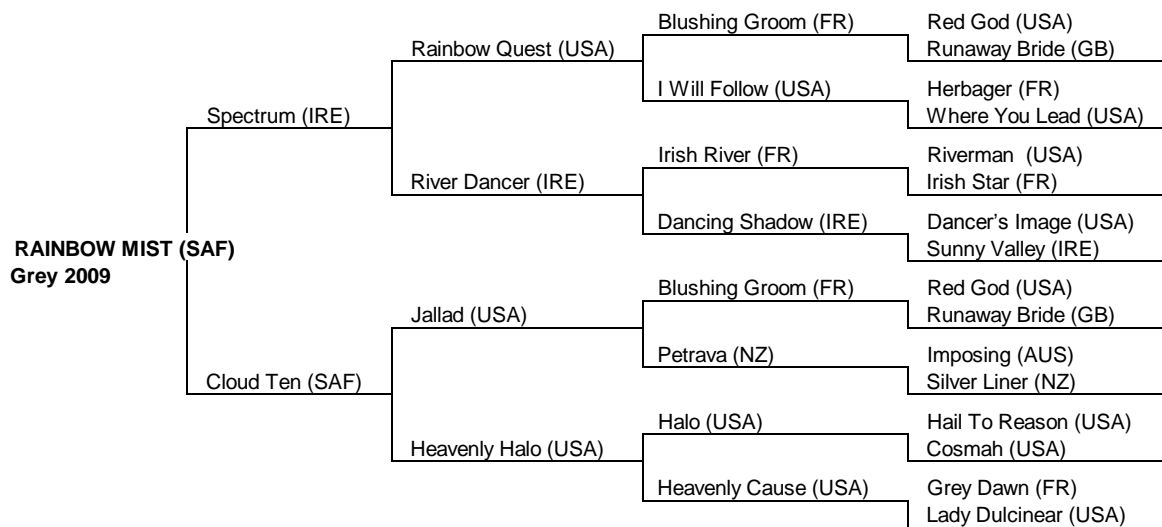 Blushing Groom (FR) Red God (USA)
Rainbow Quest (USA) Runaway Bride (GB)
I Will Follow (USA) Herbager (FR)
Spectrum (IRE) Where You Lead (USA)
Irish River (FR) Riverman (USA)
River Dancer (IRE) Irish Star (FR)
Dancing Shadow (IRE) Dancer's Image (USA)
RAINBOW MIST (SAF) Sunny Valley (IRE)
Grey 2009
Blushing Groom (FR) Red God (USA)
Jallad (USA) Runaway Bride (GB)
Petrava (NZ) Imposing (AUS)
Cloud Ten (SAF) Silver Liner (NZ)
Halo (USA) Hail To Reason (USA)
Heavenly Halo (USA) Cosmah (USA)
Heavenly Cause (USA) Grey Dawn (FR)
Lady Dulcinear (USA)